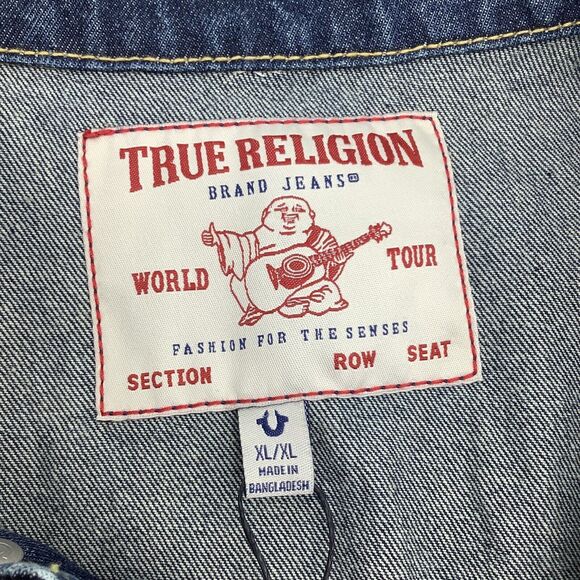 TRUE RELIGION
BRAND JEANS®
WORLD TOUR
FASHION FOR THE SENSES
SECTION ROW SEAT
XL/XL
MADE IN
BANGLADESH